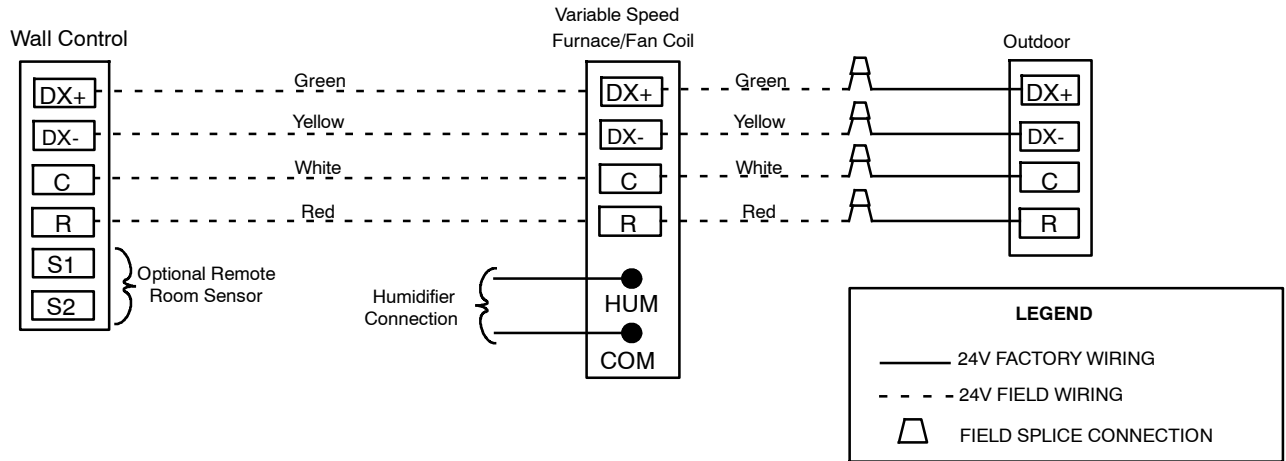 Variable Speed
Furnace/Fan Coil
Wall Control
Outdoor
DX+
Green
DX+
Green
DX+
DX-
Yellow
DX-
Yellow
DX-
C
White
C
White
C
R
Red
R
Red
R
S1
S2
Optional Remote
Room Sensor
Humidifier
Connection
HUM
COM
LEGEND
24V FACTORY WIRING
24V FIELD WIRING
FIELD SPLICE CONNECTION